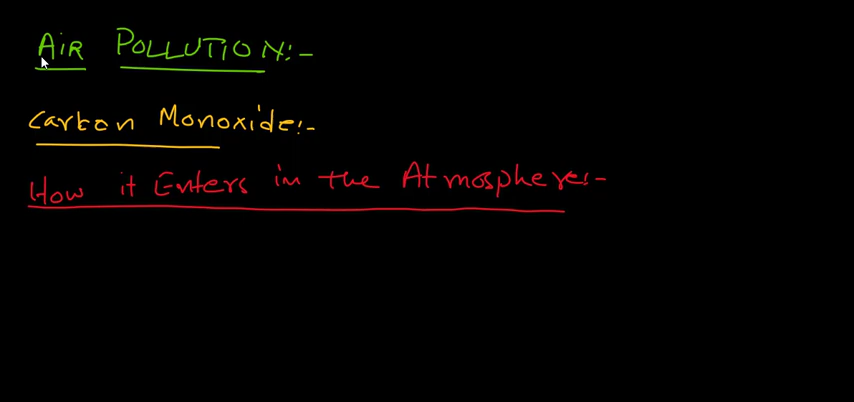 AiR POLLUTION:-
Carbon Monoxide:-
How it Enters in the Atmosphere:-